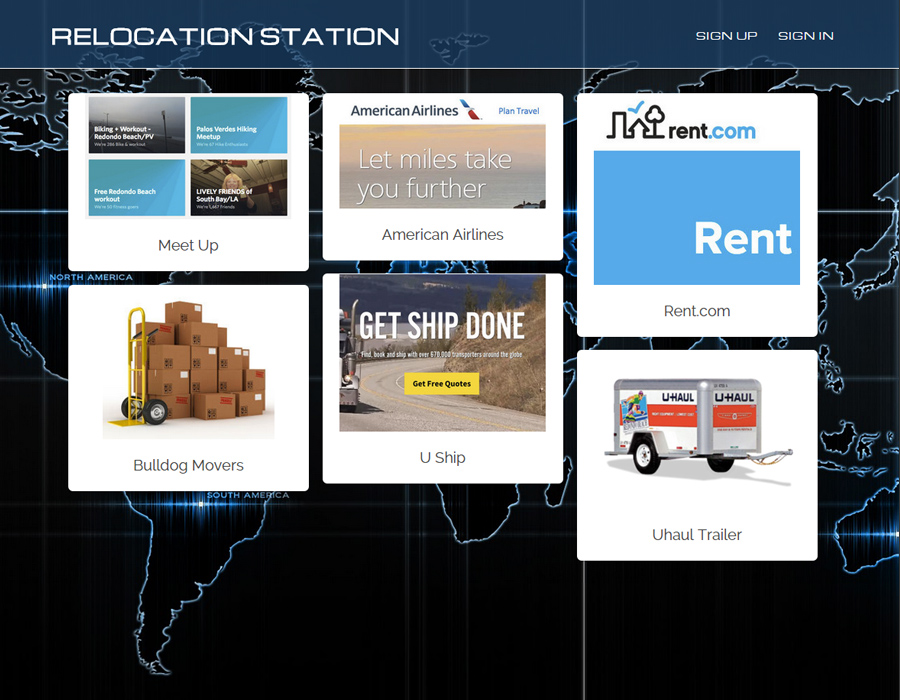 RELOCATION STATION
SIGN UP
SIGN IN
Biking + Workout -
Redondo Beach/PV
We're 286 Bike & workout
Palos Verdes Hiking
Meetup
We're 67 Hike Enthusiasts
Free Redondo Beach
workout
We're 50 fitness goers
LIVELY FRIENDS of
South Bay/LA
We're 1,467 Friends
Meet Up
American Airlines
Plan Travel
Let miles take
you further
American Airlines
rent.com
Rent
Rent.com
NORTH AMERICA
Bulldog Movers
GET SHIP DONE
Find, book and ship with over 679,000 transporters around the globe
Get Free Quotes
U Ship
U-HAUL
U-HAUL
Uhaul Trailer
SOUTH AMERICA